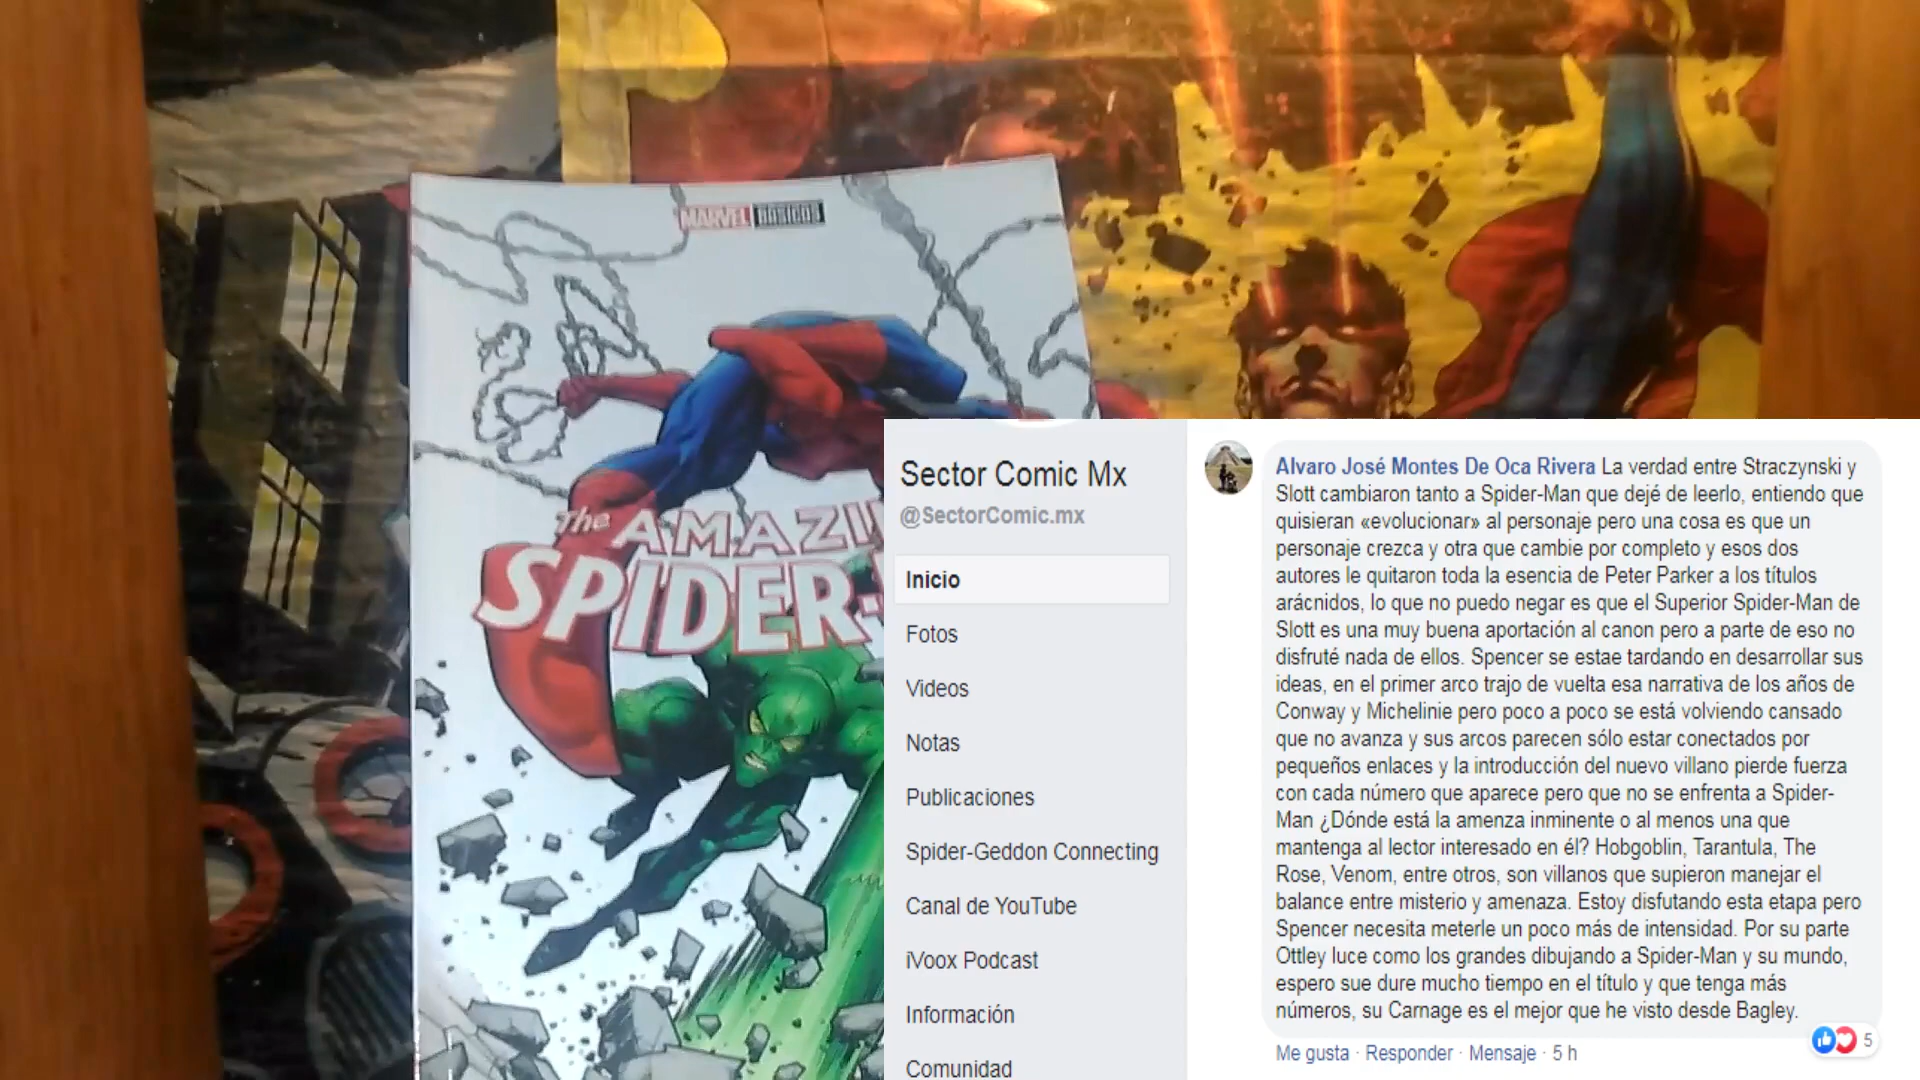 MARVEL BÁSICOS
The AMAZI
SPIDER-
Sector Comic Mx
@SectorComic.mx
Inicio
Fotos
Videos
Notas
Publicaciones
Spider-Geddon Connecting
Canal de YouTube
iVoox Podcast
Información
Comunidad
Alvaro José Montes De Oca Rivera La verdad entre Straczynski y
Slott cambiaron tanto a Spider-Man que dejé de leerlo, entiendo que
quisieran «evolucionar» al personaje pero una cosa es que un
personaje crezca y otra que cambie por completo y esos dos
autores le quitaron toda la esencia de Peter Parker a los títulos
arácnidos, lo que no puedo negar es que el Superior Spider-Man de
Slott es una muy buena aportación al canon pero a parte de eso no
disfruté nada de ellos. Spencer se estae tardando en desarrollar sus
ideas, en el primer arco trajo de vuelta esa narrativa de los años de
Conway y Michelinie pero poco a poco se está volviendo cansado
que no avanza y sus arcos parecen sólo estar conectados por
pequeños enlaces y la introducción del nuevo villano pierde fuerza
con cada número que aparece pero que no se enfrenta a Spider-
Man ¿Dónde está la amenza inminente o al menos una que
mantenga al lector interesado en él? Hobgoblin, Tarantula, The
Rose, Venom, entre otros, son villanos que supieron manejar el
balance entre misterio y amenaza. Estoy disfutando esta etapa pero
Spencer necesita meterle un poco más de intensidad. Por su parte
Ottley luce como los grandes dibujando a Spider-Man y su mundo,
espero sue dure mucho tiempo en el título y que tenga más
números, su Carnage es el mejor que he visto desde Bagley.
Me gusta · Responder · Mensaje · 5 h
5